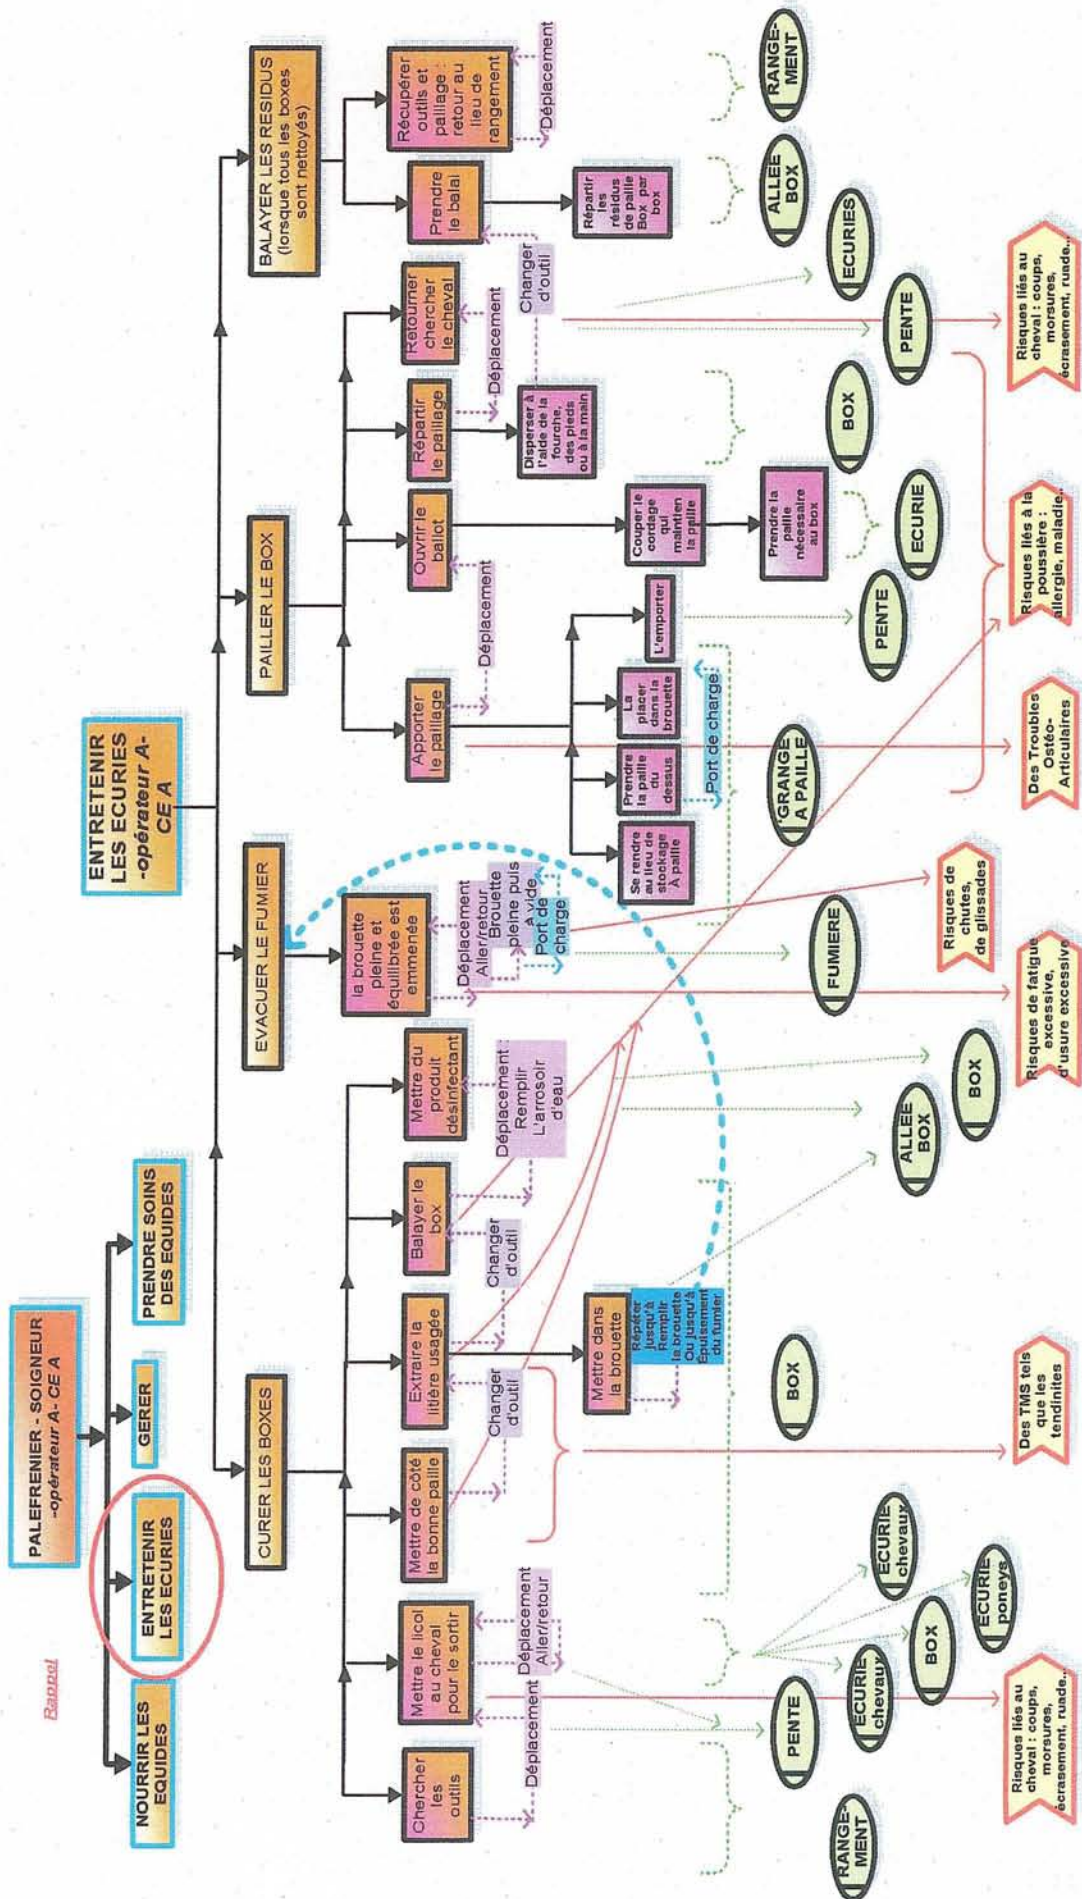 Rappel
PALEFRENIER - SOIGNEUR
-opérateur A- CE A
NOURRIR LES
EQUIDES
ENTRETENIR
LES ECURIES
GERER
PRENDRE SOINS
DES EQUIDES
ENTRETENIR
LES ECURIES
-opérateur A-
CE A
CURER LES BOXES
EVACUER LE FUMIER
PAILLER LE BOX
BALAYER LES RESIDUS
(lorsque tous les boxes
sont nettoyés)
Chercher
les
outils
Mettre le licol
au cheval
pour le sortir
Mettre de côté
la bonne paille
Extraire la
litière usagée
Balayer le
box
Mettre du
produit
désinfectant
la brouette
pleine et
équilibrée est
emmenée
Apporter
le paillage
Ouvrir le
ballot
Répartir
le paillage
Retourner
chercher
le cheval
Prendre
le balai
Récupérer
outils et
paillage :
retour au
lieu de
rangement
Déplacement
Déplacement
Aller/retour
Changer
d'outil
Changer
d'outil
Déplacement :
Remplir
L'arrosoir
d'eau
Déplacement
Aller/retour
Brouette
pleine puis
à vide
Port de
charge
Déplacement
Déplacement
Changer
d'outil
Déplacement
Mettre dans
la brouette
Répéter
jusqu'à
Remplir
la brouette
Ou jusqu'à
Épuisement
du fumier
Se rendre
au lieu de
stockage
À paille
Prendre
la paille
du
dessus
La
placer
dans la
brouette
L'emporter
Port de charge
Couper le
cordage
qui
maintien
la paille
Prendre la
paille
nécessaire
au box
Disperser à
l'aide de la
fourche,
des pieds
ou à la main
Répartir
les
résidus
de paille
Box par
box
RANGE-
MENT
PENTE
ECURIE
chevaux
BOX
ECURIE
chevaux
ECURIE
poneys
BOX
ALLEE
BOX
BOX
FUMIERE
'GRANGE
A PAILLE
PENTE
ECURIE
BOX
PENTE
ECURIES
ALLEE
BOX
RANGE-
MENT
Risques liés au
cheval : coups,
morsures,
écrasement, ruade...
Des TMS tels
que les
tendinites
Risques de fatigue
excessive,
d'usure excessive
Risques de
chutes,
de glissades
Des Troubles
Ostéo-
Articulaires
Risques liés à la
poussière :
allergie, maladie...
Risques liés au
cheval : coups,
morsures,
écrasement, ruade...